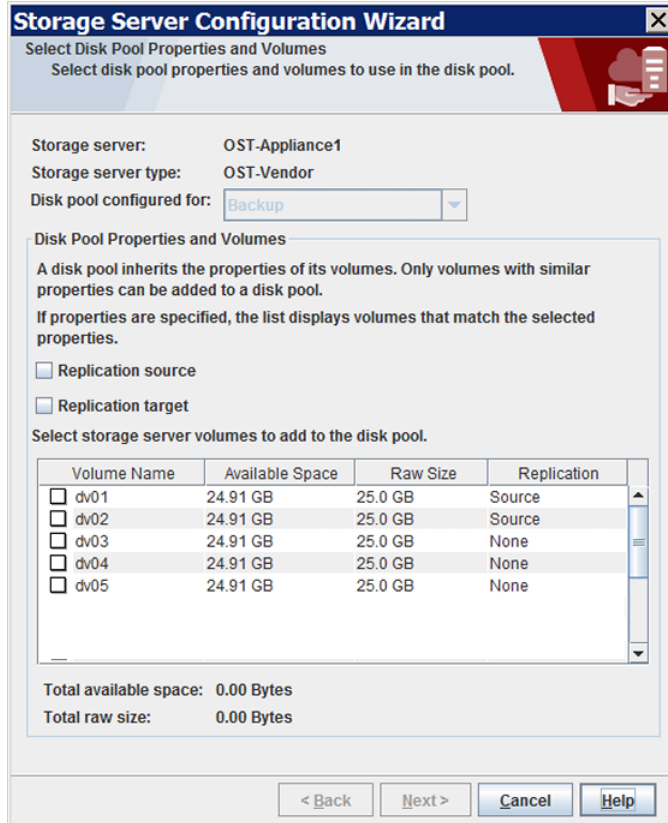 Storage Server Configuration Wizard
Select Disk Pool Properties and Volumes
Select disk pool properties and volumes to use in the disk pool.
Storage server: OST-Appliance1
Storage server type: OST-Vendor
Disk pool configured for: Backup
Disk Pool Properties and Volumes
A disk pool inherits the properties of its volumes. Only volumes with similar
properties can be added to a disk pool.
If properties are specified, the list displays volumes that match the selected
properties.
Replication source
Replication target
Select storage server volumes to add to the disk pool.
Volume Name Available Space Raw Size Replication
dv01 24.91 GB 25.0 GB Source
dv02 24.91 GB 25.0 GB Source
dv03 24.91 GB 25.0 GB None
dv04 24.91 GB 25.0 GB None
dv05 24.91 GB 25.0 GB None
Total available space: 0.00 Bytes
Total raw size: 0.00 Bytes
< Back Next > Cancel Help